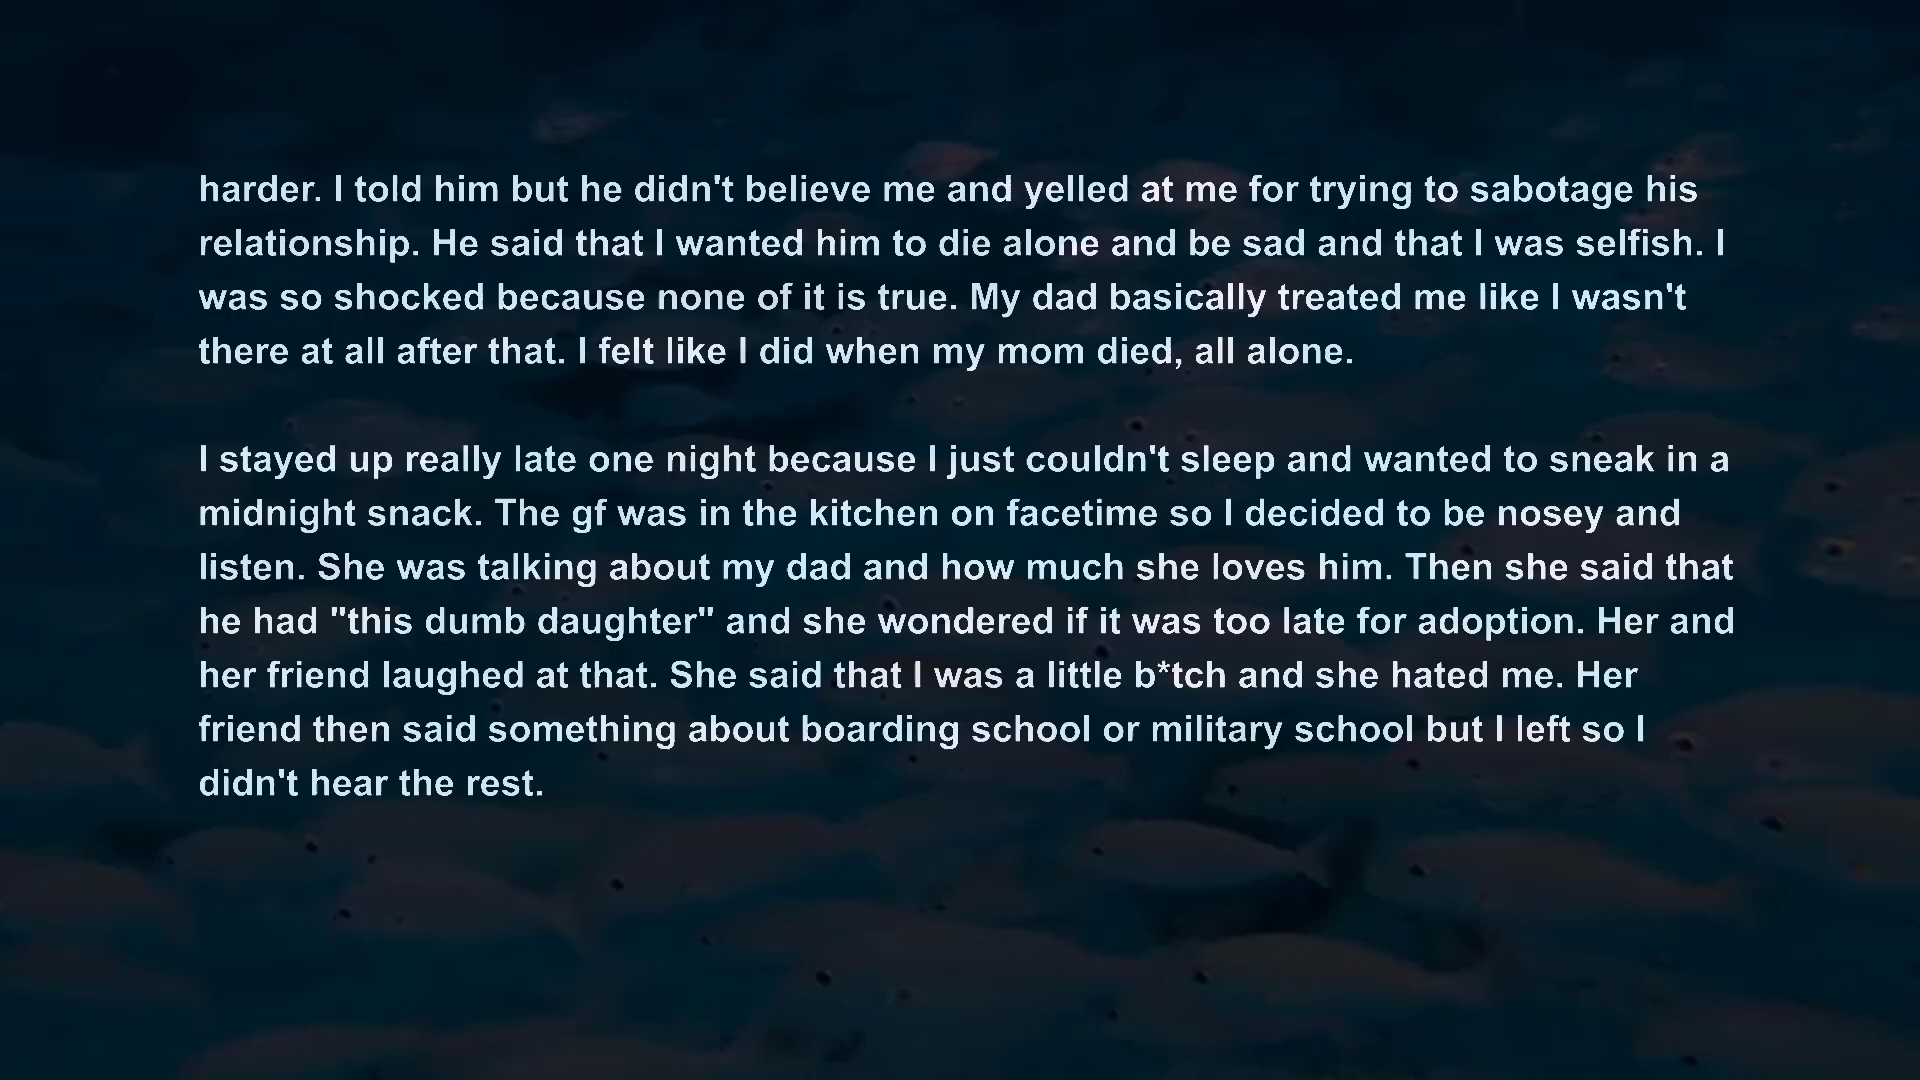 harder. I told him but he didn't believe me and yelled at me for trying to sabotage his
relationship. He said that I wanted him to die alone and be sad and that I was selfish. I
was so shocked because none of it is true. My dad basically treated me like I wasn't
there at all after that. I felt like I did when my mom died, all alone.
I stayed up really late one night because I just couldn't sleep and wanted to sneak in a
midnight snack. The gf was in the kitchen on facetime so I decided to be nosey and
listen. She was talking about my dad and how much she loves him. Then she said that
he had "this dumb daughter" and she wondered if it was too late for adoption. Her and
her friend laughed at that. She said that I was a little b*tch and she hated me. Her
friend then said something about boarding school or military school but I left so I
didn't hear the rest.